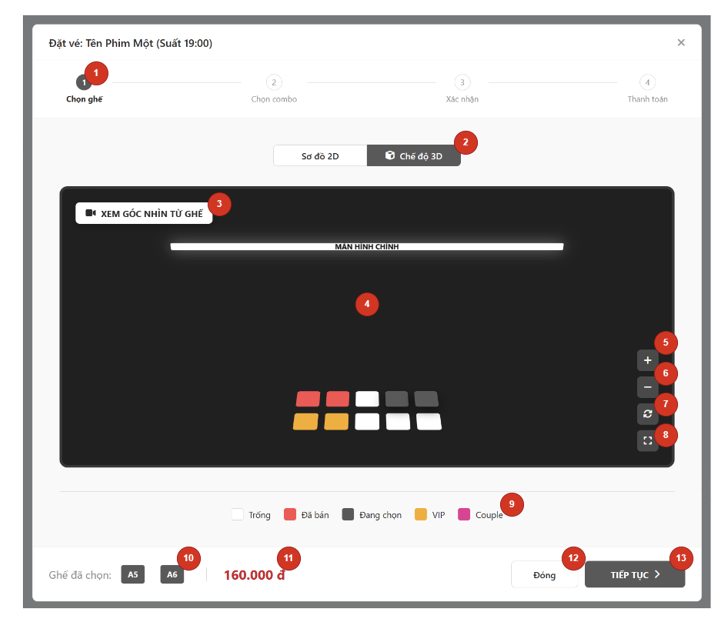 Đặt vé: Tên Phim Một (Suất 19:00) ×
1 1 2 3 4
Chọn ghế Chọn combo Xác nhận Thanh toán
Sơ đồ 2D Chế độ 3D 2
XEM GÓC NHÌN TỪ GHẾ 3
MÀN HÌNH CHÍNH
4
5
+
6
−
7
8
Trống Đã bán Đang chọn VIP Couple 9
Ghế đã chọn: A5 A6 10 160.000 đ 11 Đóng 12 TIẾP TỤC > 13